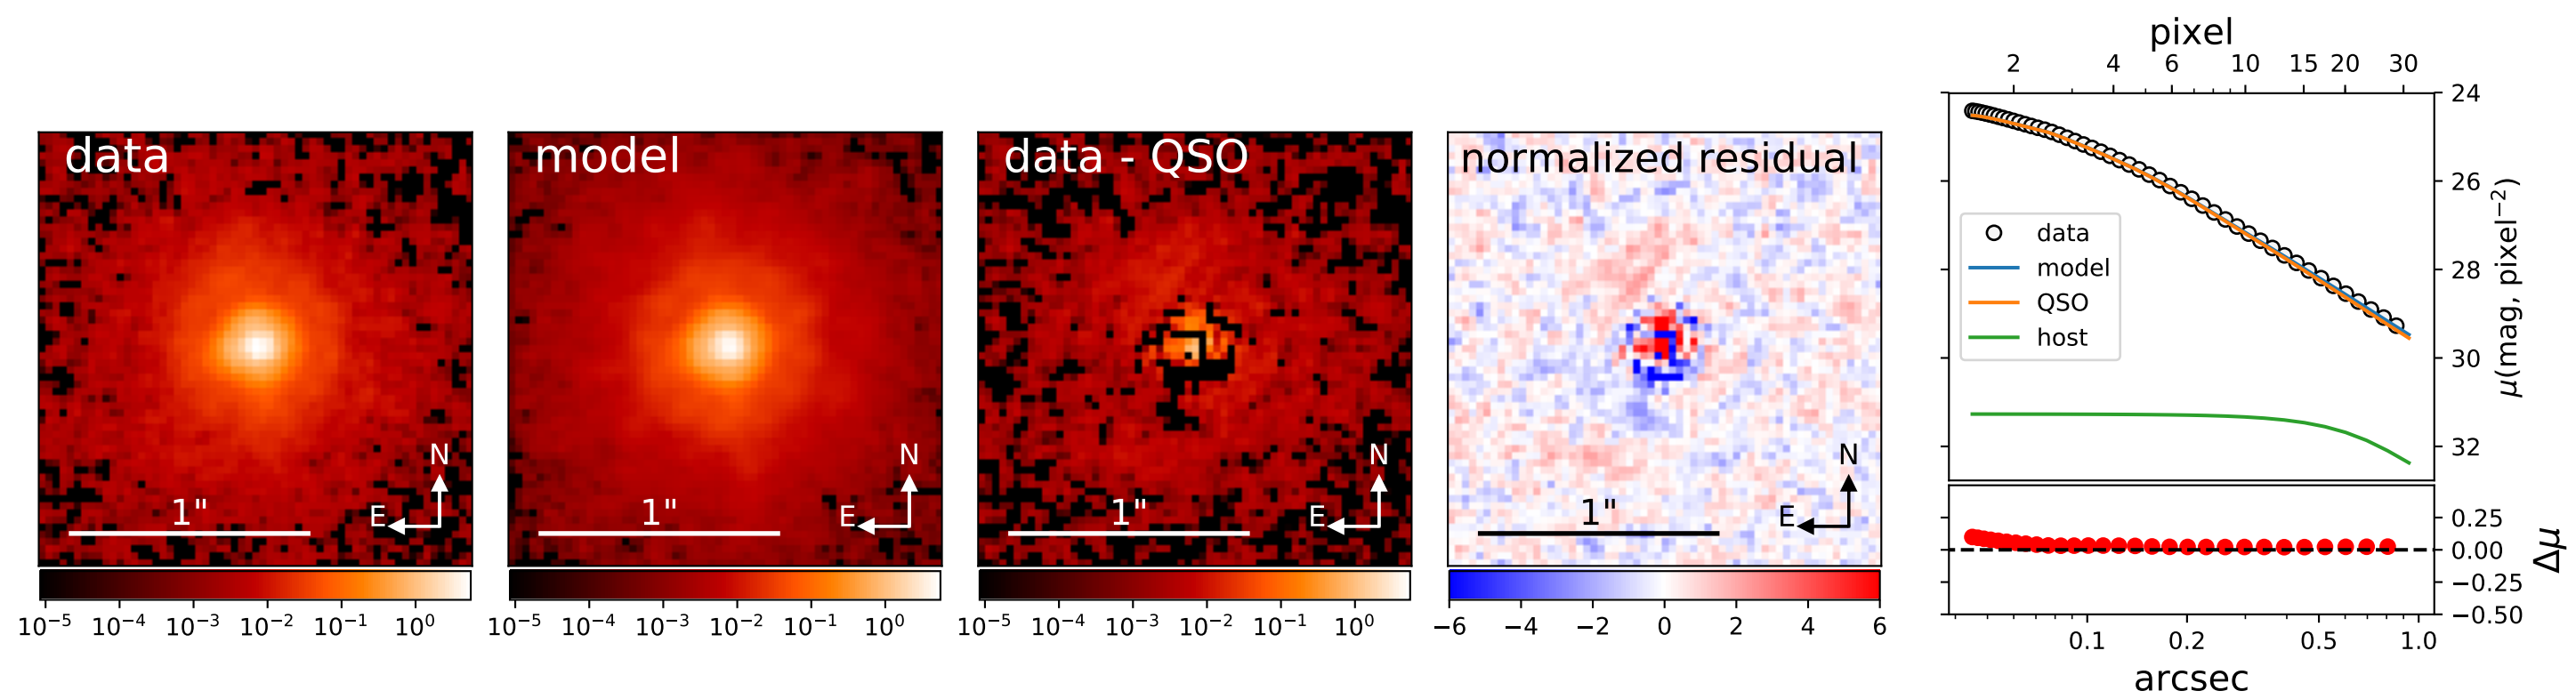 data
N
E
1"
10⁻⁵ 10⁻⁴ 10⁻³ 10⁻² 10⁻¹ 10⁰
model
N
E
1"
10⁻⁵ 10⁻⁴ 10⁻³ 10⁻² 10⁻¹ 10⁰
data - QSO
N
E
1"
10⁻⁵ 10⁻⁴ 10⁻³ 10⁻² 10⁻¹ 10⁰
normalized residual
N
E
1"
−6 −4 −2 0 2 4 6
pixel
2 4 6 10 15 20 30
24
26
28
30
32
μ(mag, pixel⁻²)
data
model
QSO
host
0.25
0.00
−0.25
−0.50
Δμ
0.1 0.2 0.5 1.0
arcsec